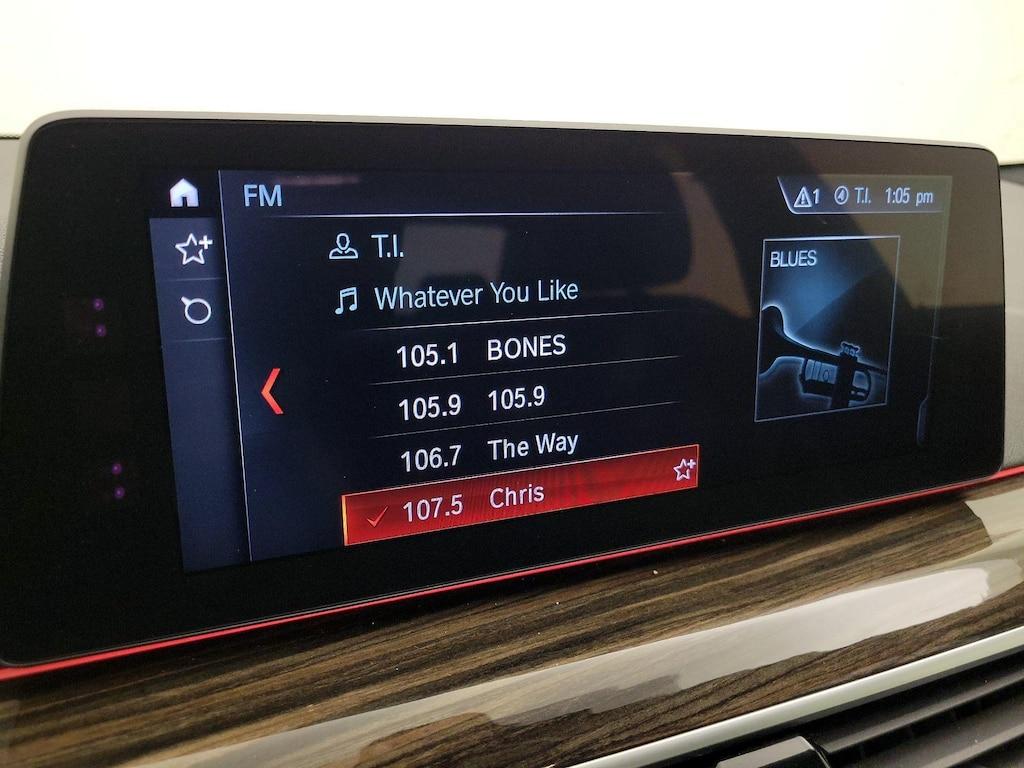 FM
1 T.I. 1:05 pm
T.I.
BLUES
Whatever You Like
105.1 BONES
105.9 105.9
106.7 The Way
107.5 Chris